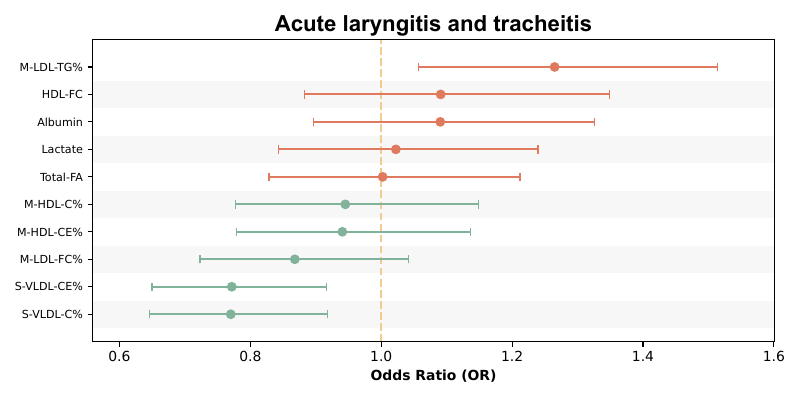 Acute laryngitis and tracheitis
M-LDL-TG%
HDL-FC
Albumin
Lactate
Total-FA
M-HDL-C%
M-HDL-CE%
M-LDL-FC%
S-VLDL-CE%
S-VLDL-C%
0.6 0.8 1.0 1.2 1.4 1.6
Odds Ratio (OR)